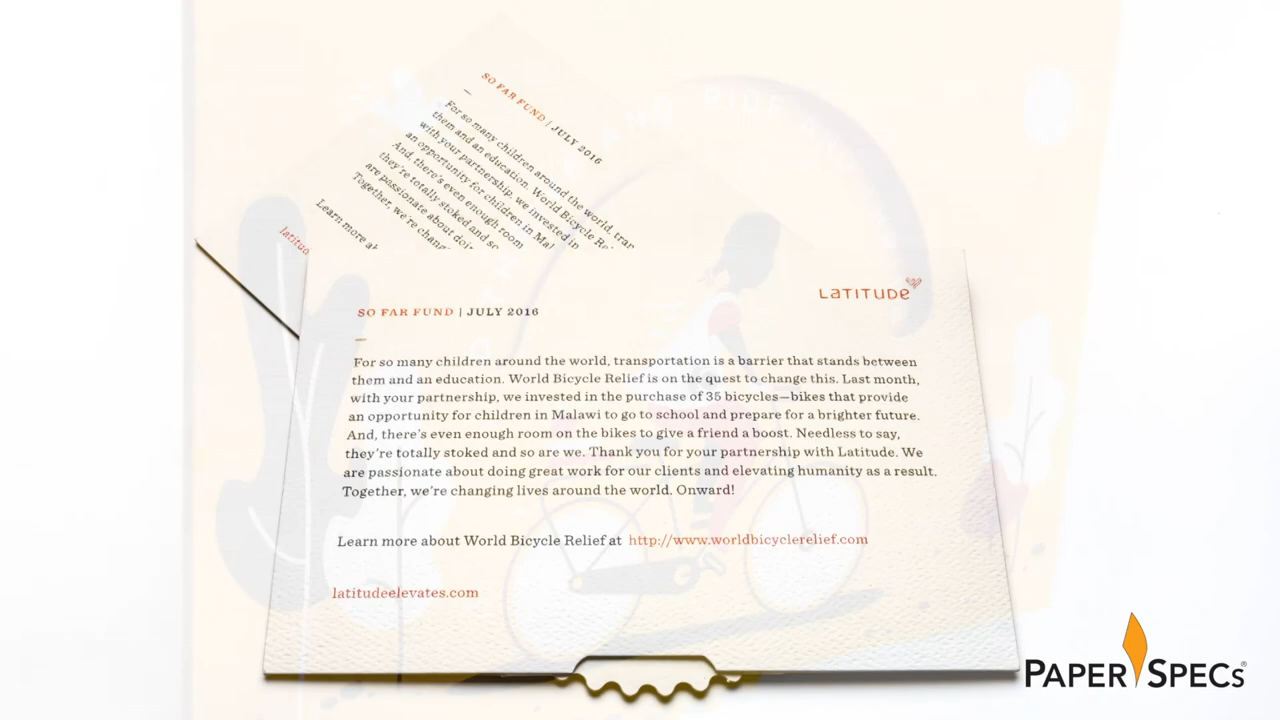 SO FAR FUND | JULY 2016
For so many children around the world, tran
them and an education. World Bicycle Re
with your partnership, we invested in
an opportunity for children in Mal
And, there's even enough room
they're totally stoked and so
are passionate about doi
Together, we're chang
Learn more at
latitud
LATITUDE
SO FAR FUND | JULY 2016
For so many children around the world, transportation is a barrier that stands between
them and an education. World Bicycle Relief is on the quest to change this. Last month,
with your partnership, we invested in the purchase of 35 bicycles—bikes that provide
an opportunity for children in Malawi to go to school and prepare for a brighter future.
And, there's even enough room on the bikes to give a friend a boost. Needless to say,
they're totally stoked and so are we. Thank you for your partnership with Latitude. We
are passionate about doing great work for our clients and elevating humanity as a result.
Together, we're changing lives around the world. Onward!
Learn more about World Bicycle Relief at http://www.worldbicyclerelief.com
latitudeelevates.com
PAPER SPECS®